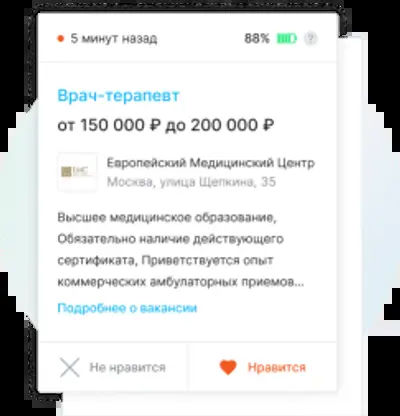 5 минут назад 88% ?
Врач-терапевт
от 150 000 ₽ до 200 000 ₽
EMC
Европейский Медицинский Центр
Москва, улица Щепкина, 35
Высшее медицинское образование,
Обязательно наличие действующего
сертификата, Приветствуется опыт
коммерческих амбулаторных приемов...
Подробнее о вакансии
Не нравится Нравится